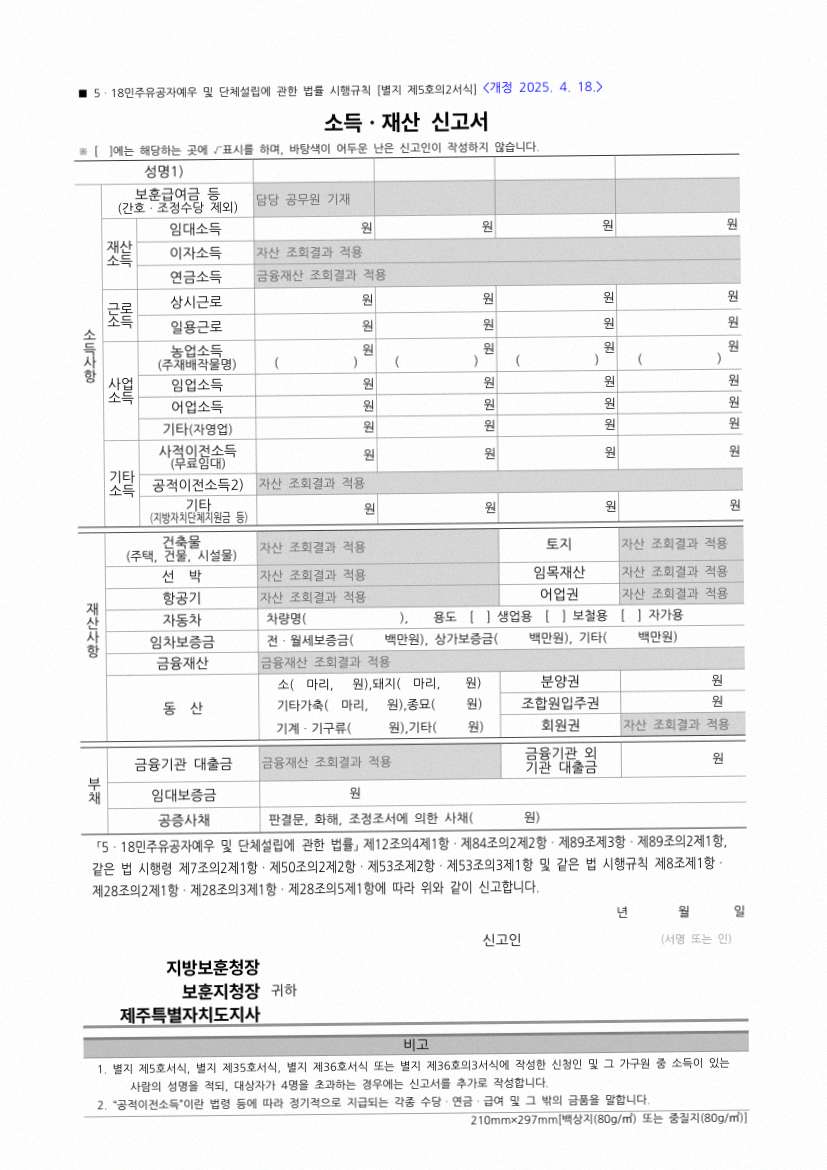 ■ 5ㆍ18민주유공자예우 및 단체설립에 관한 법률 시행규칙 [별지 제5호의2서식] <개정 2025. 4. 18.>
소득ㆍ재산 신고서
※ [ ]에는 해당하는 곳에 √표시를 하며, 바탕색이 어두운 난은 신고인이 작성하지 않습니다.
성명1)
소득사항
보훈급여금 등
(간호ㆍ조정수당 제외)
담당 공무원 기재
재산소득
임대소득 원 원 원 원
이자소득 자산 조회결과 적용
연금소득 금융재산 조회결과 적용
근로소득
상시근로 원 원 원 원
일용근로 원 원 원 원
사업소득
농업소득 원 원 원 원
(주재배작물명) ( ) ( ) ( ) ( )
임업소득 원 원 원 원
어업소득 원 원 원 원
기타(자영업) 원 원 원 원
기타소득
사적이전소득
(무료임대) 원 원 원 원
공적이전소득2) 자산 조회결과 적용
기타
(지방자치단체지원금 등) 원 원 원 원
재산사항
건축물
(주택, 건물, 시설물) 자산 조회결과 적용 토지 자산 조회결과 적용
선 박 자산 조회결과 적용 임목재산 자산 조회결과 적용
항공기 자산 조회결과 적용 어업권 자산 조회결과 적용
자동차 차량명( ), 용도 [ ] 생업용 [ ] 보철용 [ ] 자가용
임차보증금 전ㆍ월세보증금( 백만원), 상가보증금( 백만원), 기타( 백만원)
금융재산 금융재산 조회결과 적용
동 산
소( 마리, 원),돼지( 마리, 원) 분양권 원
기타가축( 마리, 원),종묘( 원) 조합원입주권 원
기계ㆍ기구류( 원),기타( 원) 회원권 자산 조회결과 적용
부채
금융기관 대출금 금융재산 조회결과 적용 금융기관 외
기관 대출금 원
임대보증금 원
공증사채 판결문, 화해, 조정조서에 의한 사채( 원)
「5ㆍ18민주유공자예우 및 단체설립에 관한 법률」 제12조의4제1항ㆍ제84조의2제2항ㆍ제89조제3항ㆍ제89조의2제1항,
같은 법 시행령 제7조의2제1항ㆍ제50조의2제2항ㆍ제53조제2항ㆍ제53조의3제1항 및 같은 법 시행규칙 제8조제1항ㆍ
제28조의2제1항ㆍ제28조의3제1항ㆍ제28조의5제1항에 따라 위와 같이 신고합니다.
년 월 일
신고인 (서명 또는 인)
지방보훈청장
보훈지청장 귀하
제주특별자치도지사
비고
1. 별지 제5호서식, 별지 제35호서식, 별지 제36호서식 또는 별지 제36호의3서식에 작성한 신청인 및 그 가구원 중 소득이 있는
사람의 성명을 적되, 대상자가 4명을 초과하는 경우에는 신고서를 추가로 작성합니다.
2. "공적이전소득"이란 법령 등에 따라 정기적으로 지급되는 각종 수당ㆍ연금ㆍ급여 및 그 밖의 금품을 말합니다.
210mm×297mm[백상지(80g/㎡) 또는 중질지(80g/㎡)]